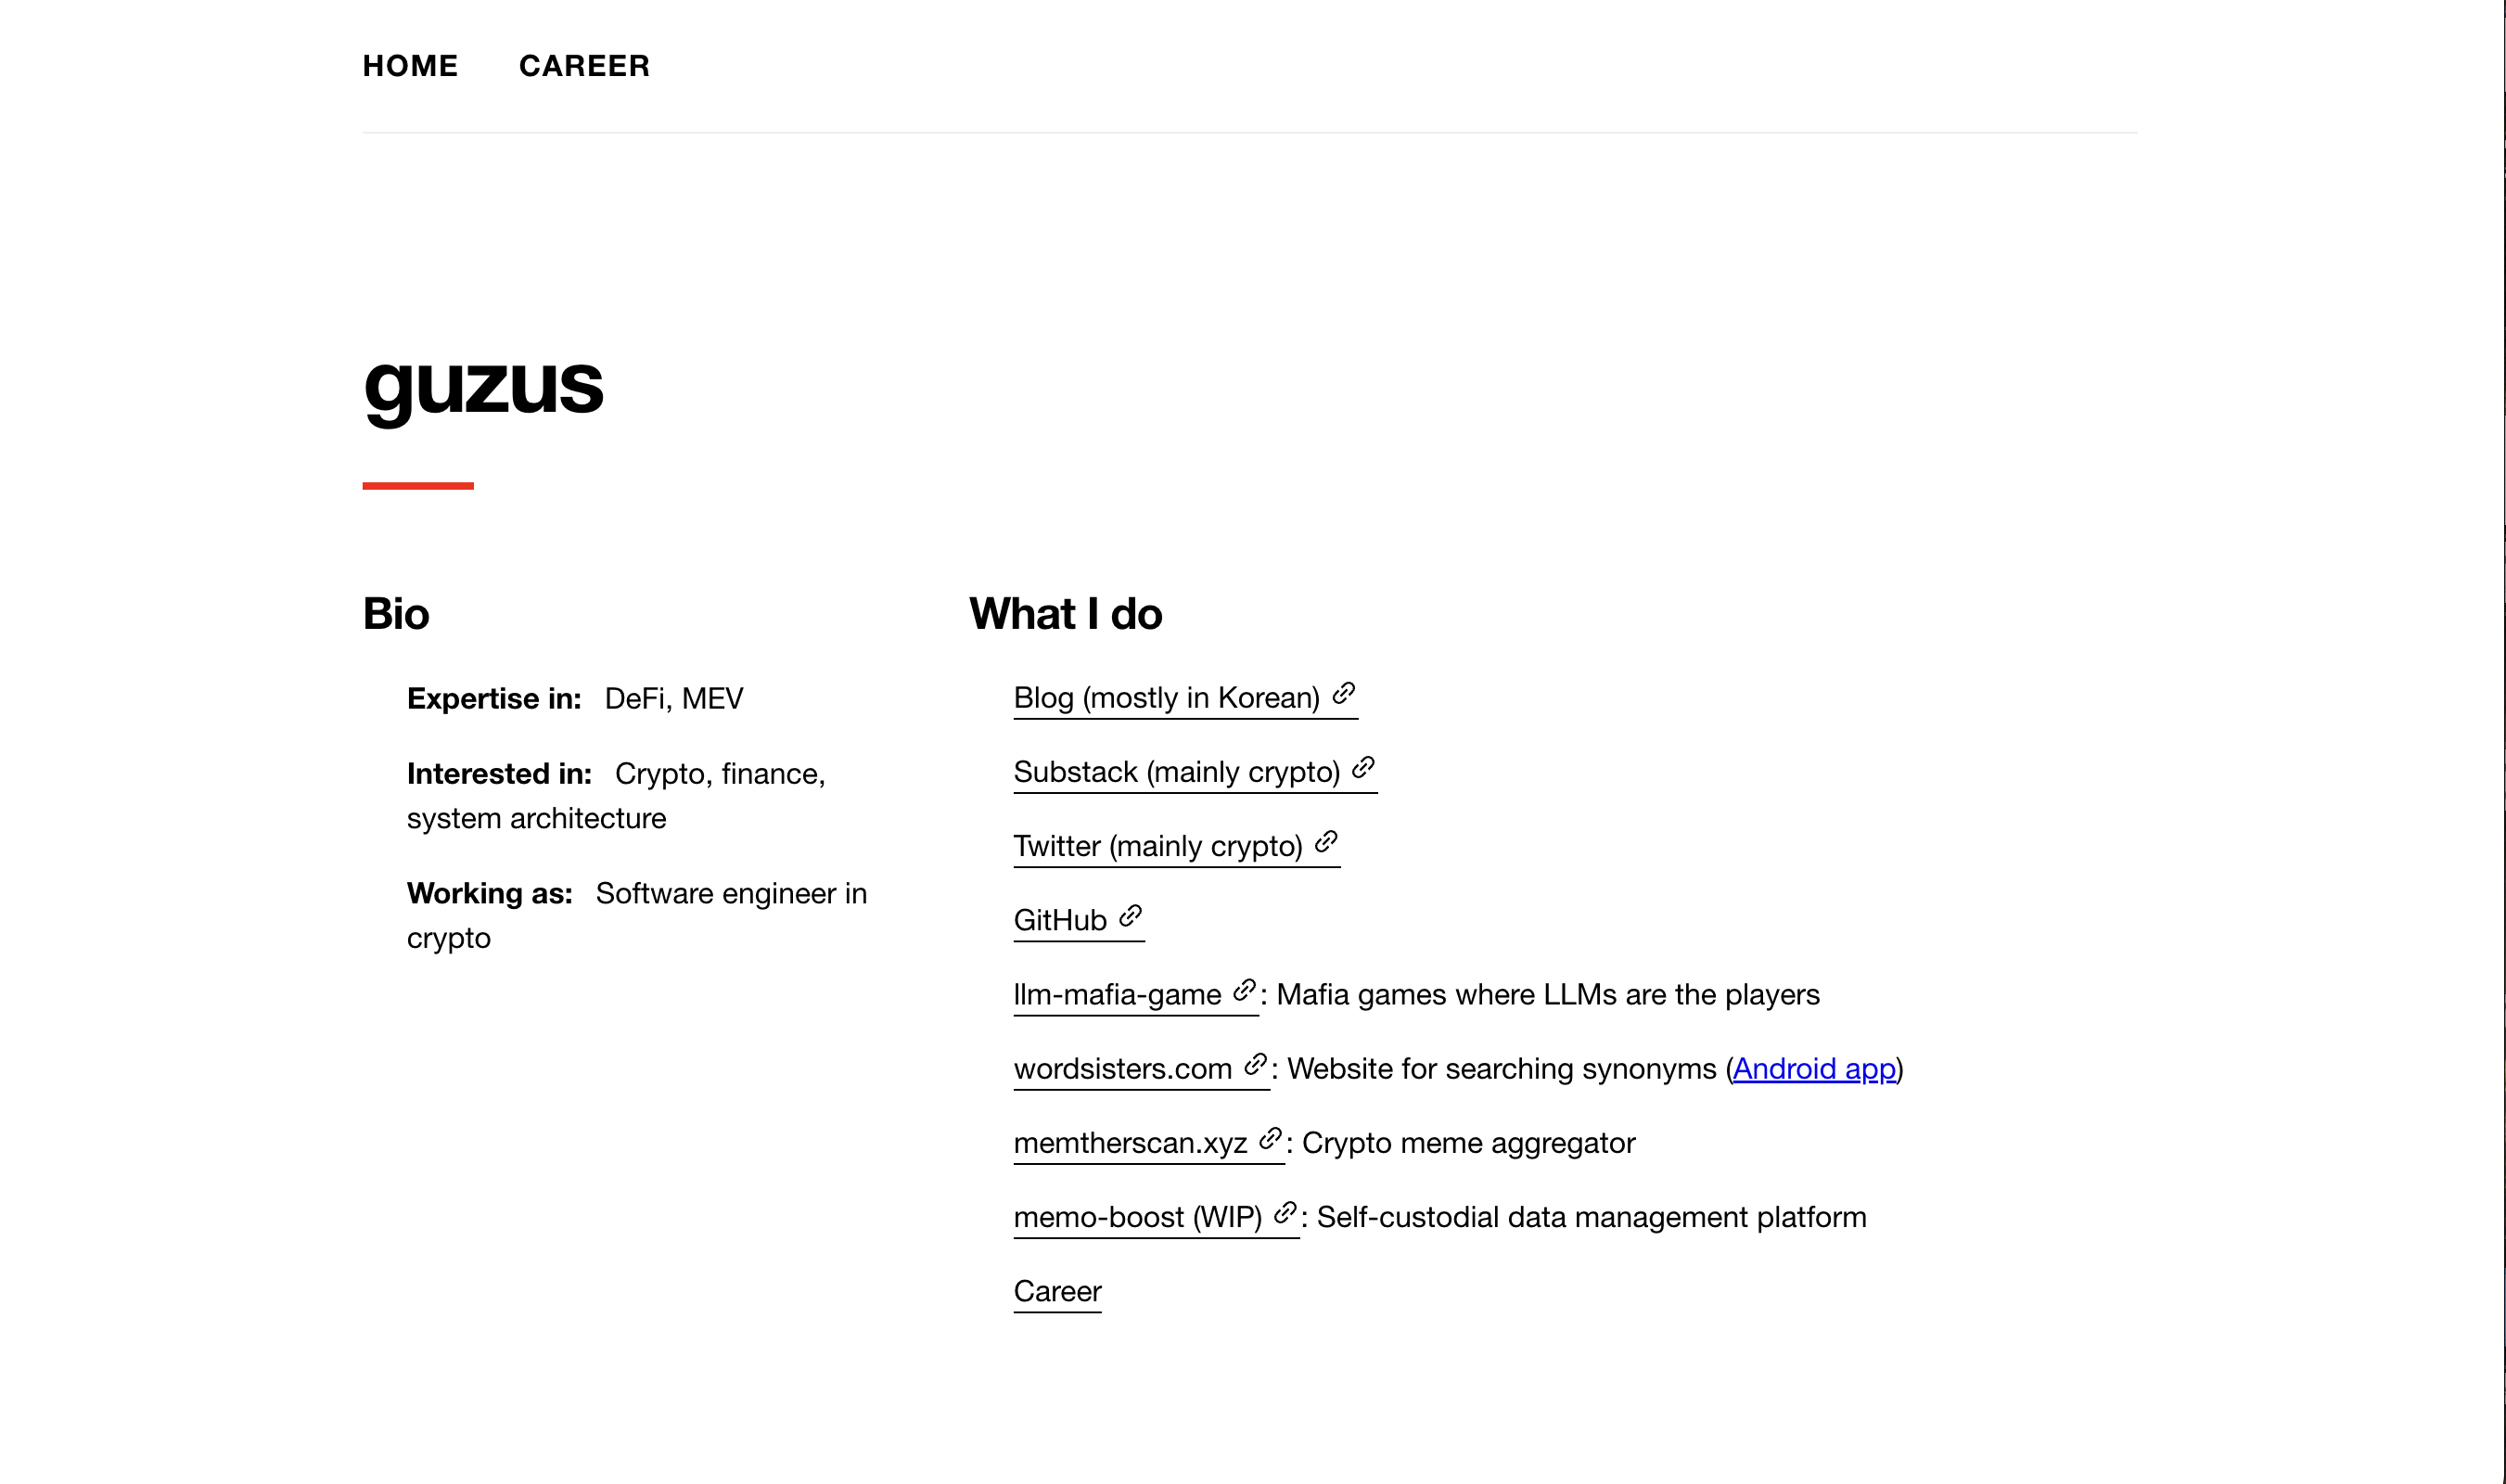 HOME CAREER
guzus
Bio
Expertise in: DeFi, MEV
Interested in: Crypto, finance,
system architecture
Working as: Software engineer in
crypto
What I do
Blog (mostly in Korean)
Substack (mainly crypto)
Twitter (mainly crypto)
GitHub
llm-mafia-game : Mafia games where LLMs are the players
wordsisters.com : Website for searching synonyms (Android app)
memtherscan.xyz : Crypto meme aggregator
memo-boost (WIP) : Self-custodial data management platform
Career